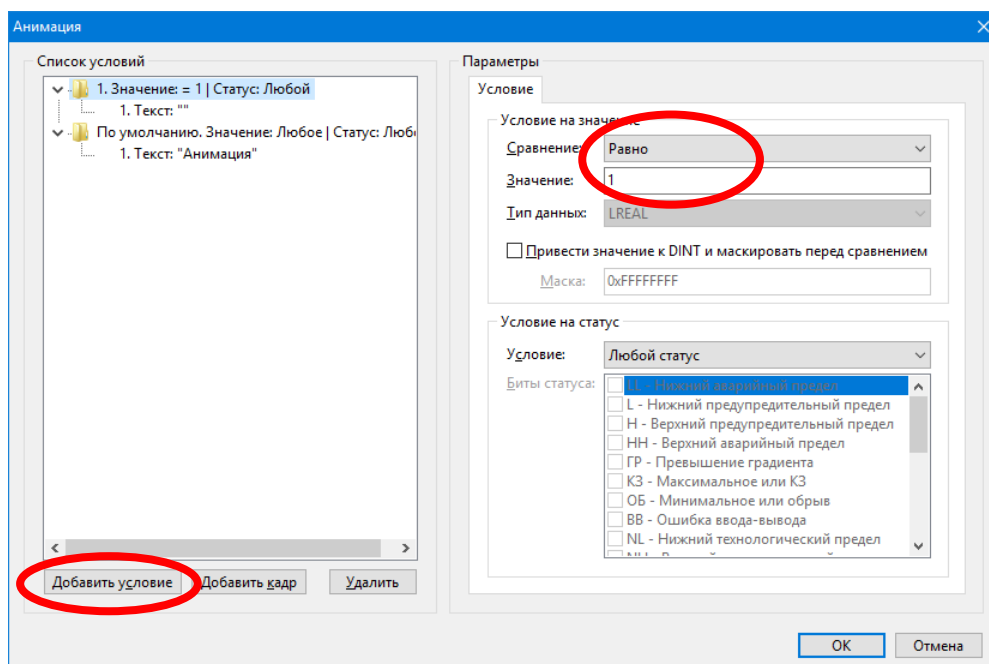 Анимация
Список условий
1. Значение: = 1 | Статус: Любой
1. Текст: ""
По умолчанию. Значение: Любое | Статус: Люб
1. Текст: "Анимация"
Добавить условие
Добавить кадр
Удалить
Параметры
Условие
Условие на значение
Сравнение: Равно
Значение: 1
Тип данных: LREAL
Привести значение к DINT и маскировать перед сравнением
Маска: 0xFFFFFFFF
Условие на статус
Условие: Любой статус
Биты статуса: LL - Нижний аварийный предел
L - Нижний предупредительный предел
H - Верхний предупредительный предел
HH - Верхний аварийный предел
ГР - Превышение градиента
КЗ - Максимальное или КЗ
ОБ - Минимальное или обрыв
ВВ - Ошибка ввода-вывода
NL - Нижний технологический предел
OK
Отмена